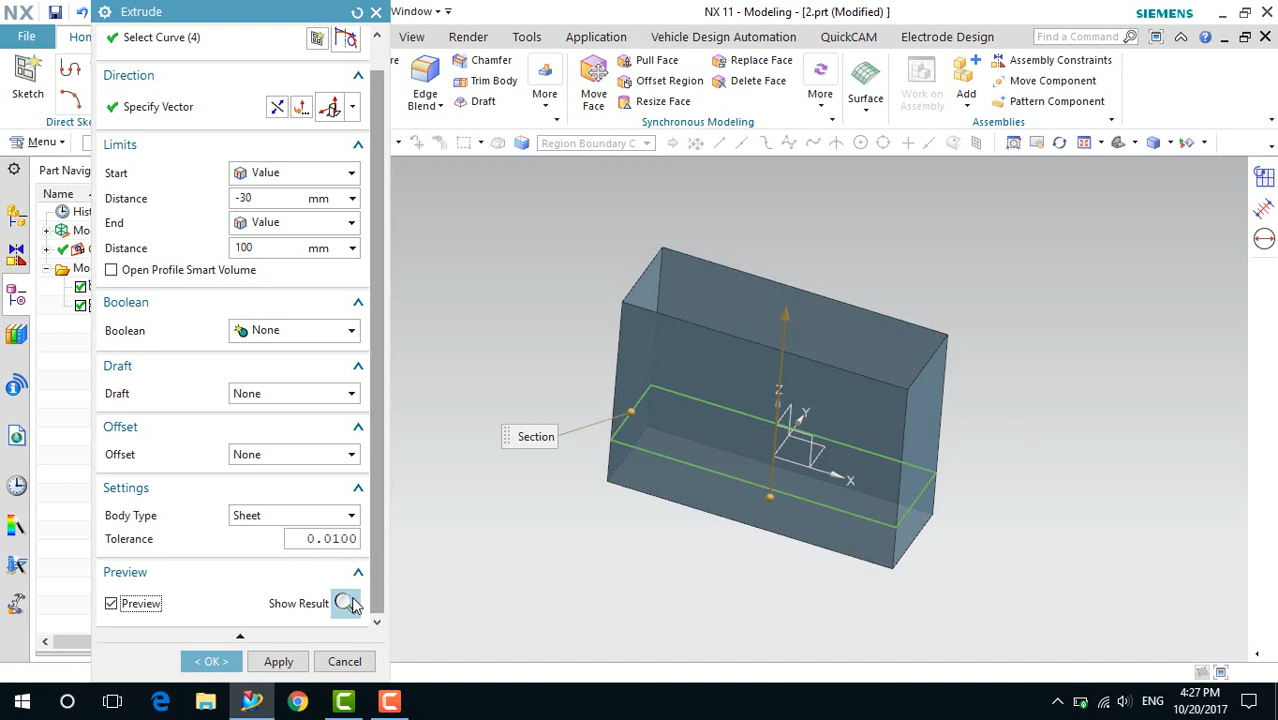 Extrude
Window
NX 11 - Modeling - [2.prt (Modified) ]
SIEMENS
File
View
Render
Tools
Application
Vehicle Design Automation
QuickCAM
Electrode Design
Find a Command
Select Curve (4)
Sketch
Direct Sk
Edge Blend
Chamfer
Trim Body
Draft
More
Move Face
Pull Face
Offset Region
Resize Face
Replace Face
Delete Face
More
Synchronous Modeling
Surface
Work on Assembly
Add
Assembly Constraints
Move Component
Pattern Component
Assemblies
Menu
Region Boundary C
Direction
Specify Vector
Limits
Start
Value
Distance
-30 mm
End
Value
Distance
100 mm
Open Profile Smart Volume
Boolean
Boolean
None
Draft
Draft
None
Offset
Offset
None
Settings
Body Type
Sheet
Tolerance
0.0100
Preview
Preview
Show Result
< OK >
Apply
Cancel
Name
Section
Z
Y
X
ENG
4:27 PM
10/20/2017